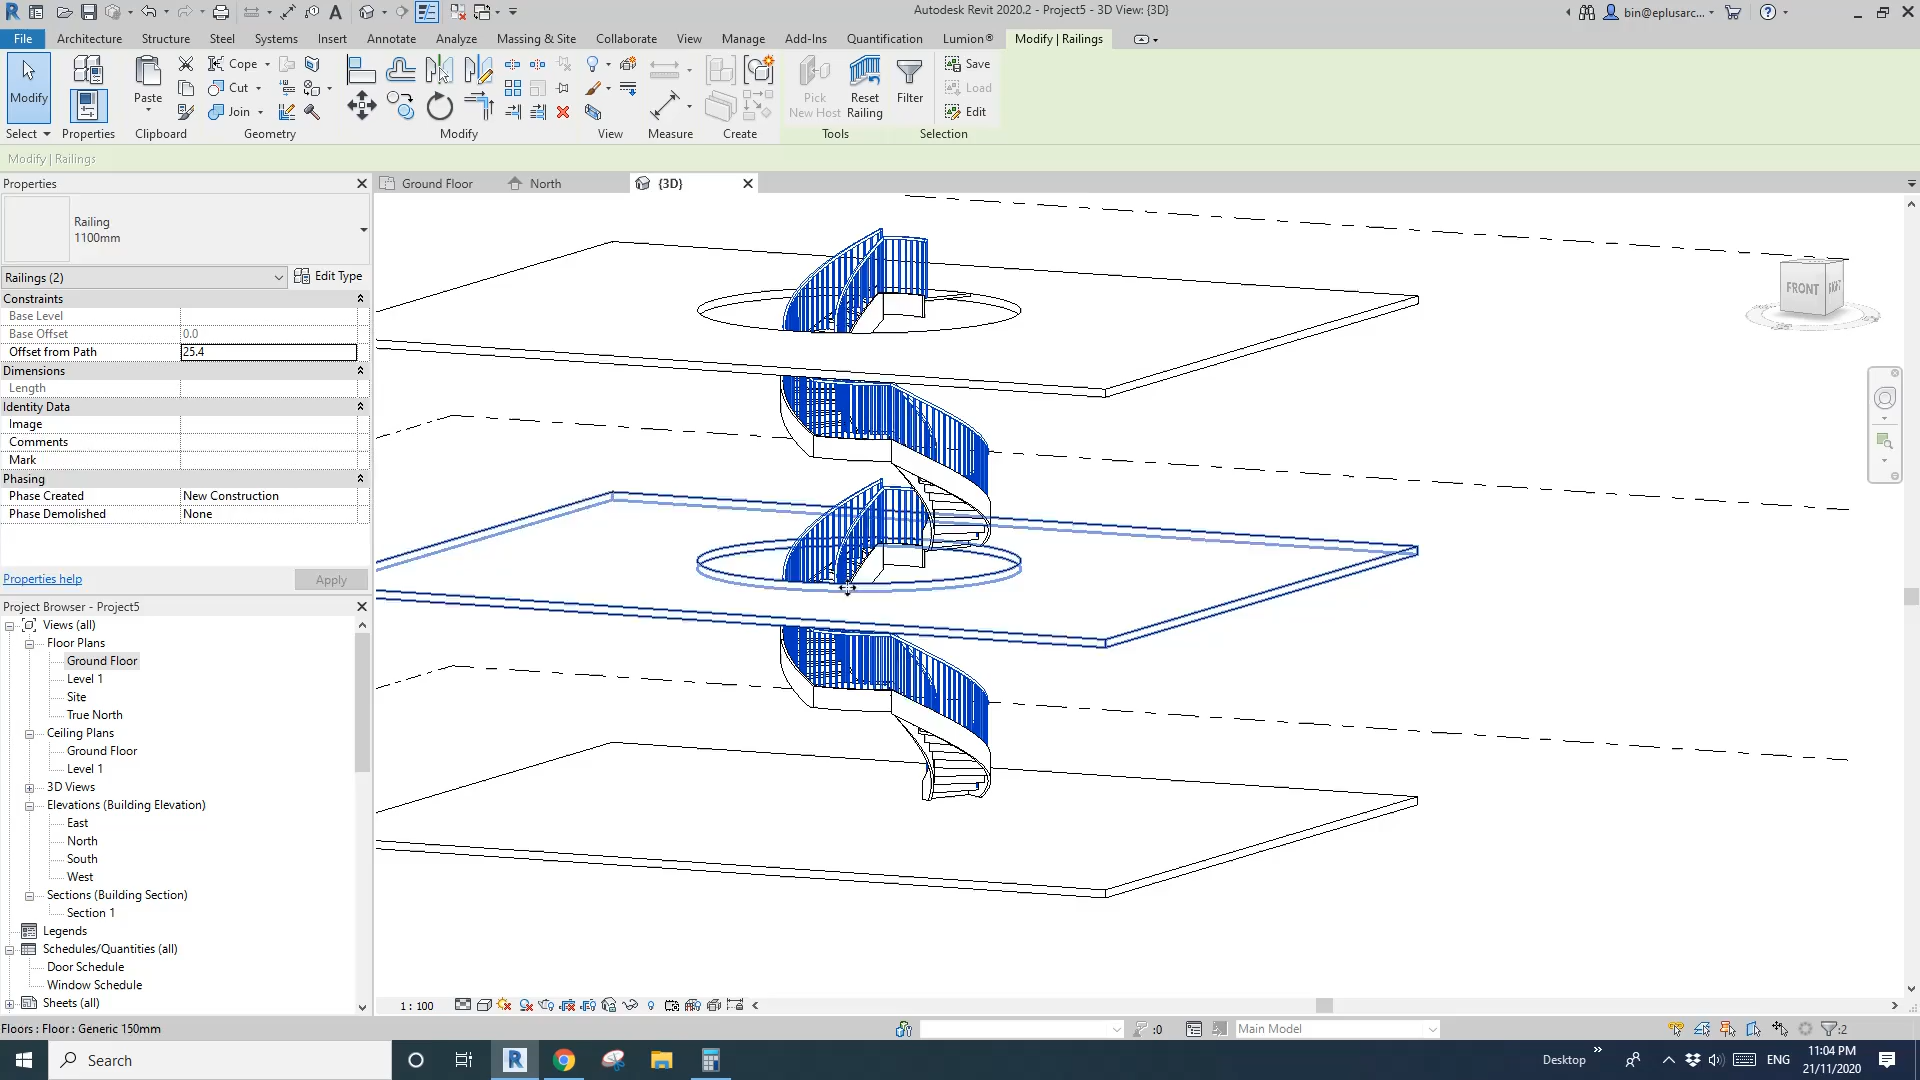 Autodesk Revit 2020.2 - Project5 - 3D View: {3D}
bin@eplusarc...
File Architecture Structure Steel Systems Insert Annotate Analyze Massing & Site Collaborate View Manage Add-Ins Quantification Lumion® Modify | Railings
Modify
Paste
Cope
Cut
Join
Pick New Host
Reset Railing
Filter
Save
Load
Edit
Select Properties Clipboard Geometry Modify View Measure Create Tools Selection
Modify | Railings
Properties
Ground Floor North {3D}
Railing
1100mm
Railings (2) Edit Type
Constraints
Base Level
Base Offset 0.0
Offset from Path 25.4
Dimensions
Length
Identity Data
Image
Comments
Mark
Phasing
Phase Created New Construction
Phase Demolished None
Properties help Apply
FRONT RIGHT
Project Browser - Project5
Views (all)
Floor Plans
Ground Floor
Level 1
Site
True North
Ceiling Plans
Ground Floor
Level 1
3D Views
Elevations (Building Elevation)
East
North
South
West
Sections (Building Section)
Section 1
Legends
Schedules/Quantities (all)
Door Schedule
Window Schedule
Sheets (all)
1 : 100
Floors : Floor : Generic 150mm
:0
Main Model
:2
Search
Desktop
ENG
11:04 PM
21/11/2020